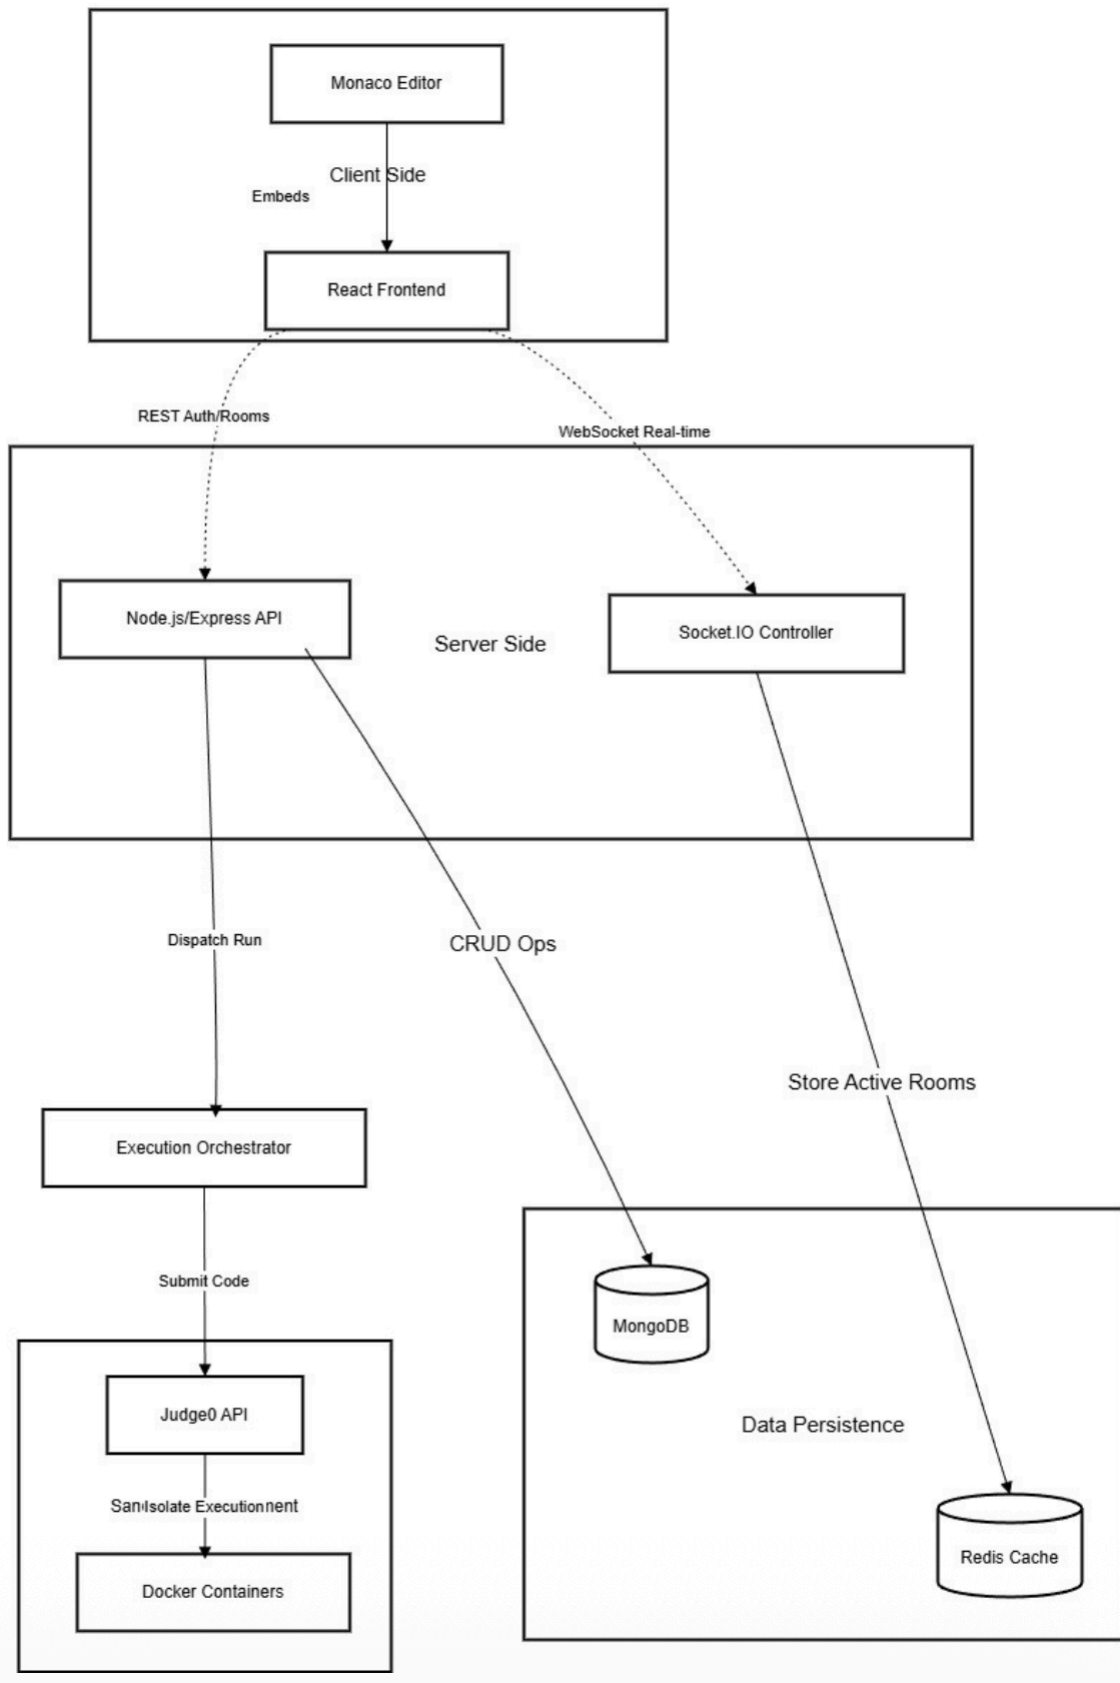 Monaco Editor
Client Side
Embeds
React Frontend
REST Auth/Rooms
WebSocket Real-time
Node.js/Express API
Socket.IO Controller
Server Side
Dispatch Run
CRUD Ops
Store Active Rooms
Execution Orchestrator
Submit Code
MongoDB
Judge0 API
Data Persistence
Isolate Execution
Redis Cache
Docker Containers